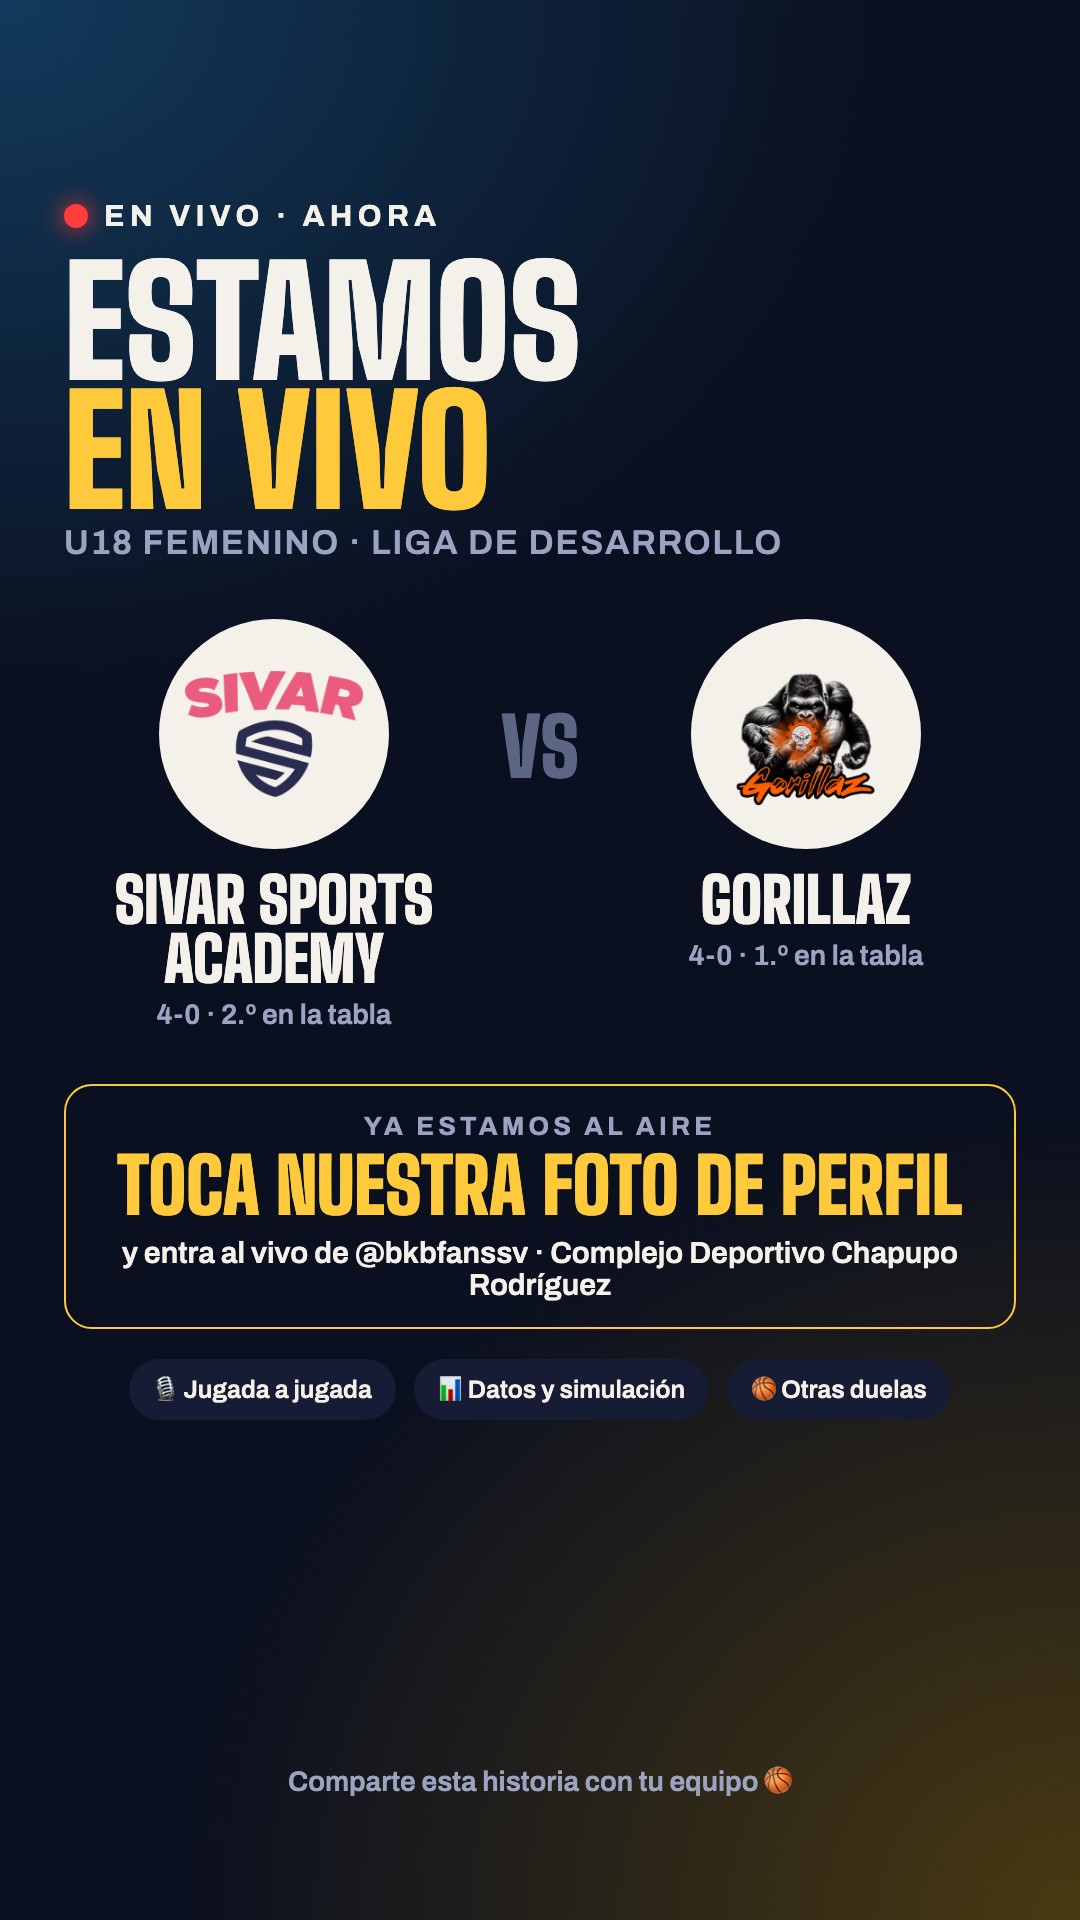 EN VIVO · AHORA
ESTAMOS
EN VIVO
U18 FEMENINO · LIGA DE DESARROLLO
SIVAR
VS
Gorillaz
SIVAR SPORTS
ACADEMY
4-0 · 2.º en la tabla
GORILLAZ
4-0 · 1.º en la tabla
YA ESTAMOS AL AIRE
TOCA NUESTRA FOTO DE PERFIL
y entra al vivo de @bkbfanssv · Complejo Deportivo Chapupo
Rodríguez
🎙️ Jugada a jugada
📊 Datos y simulación
🏀 Otras duelas
Comparte esta historia con tu equipo 🏀